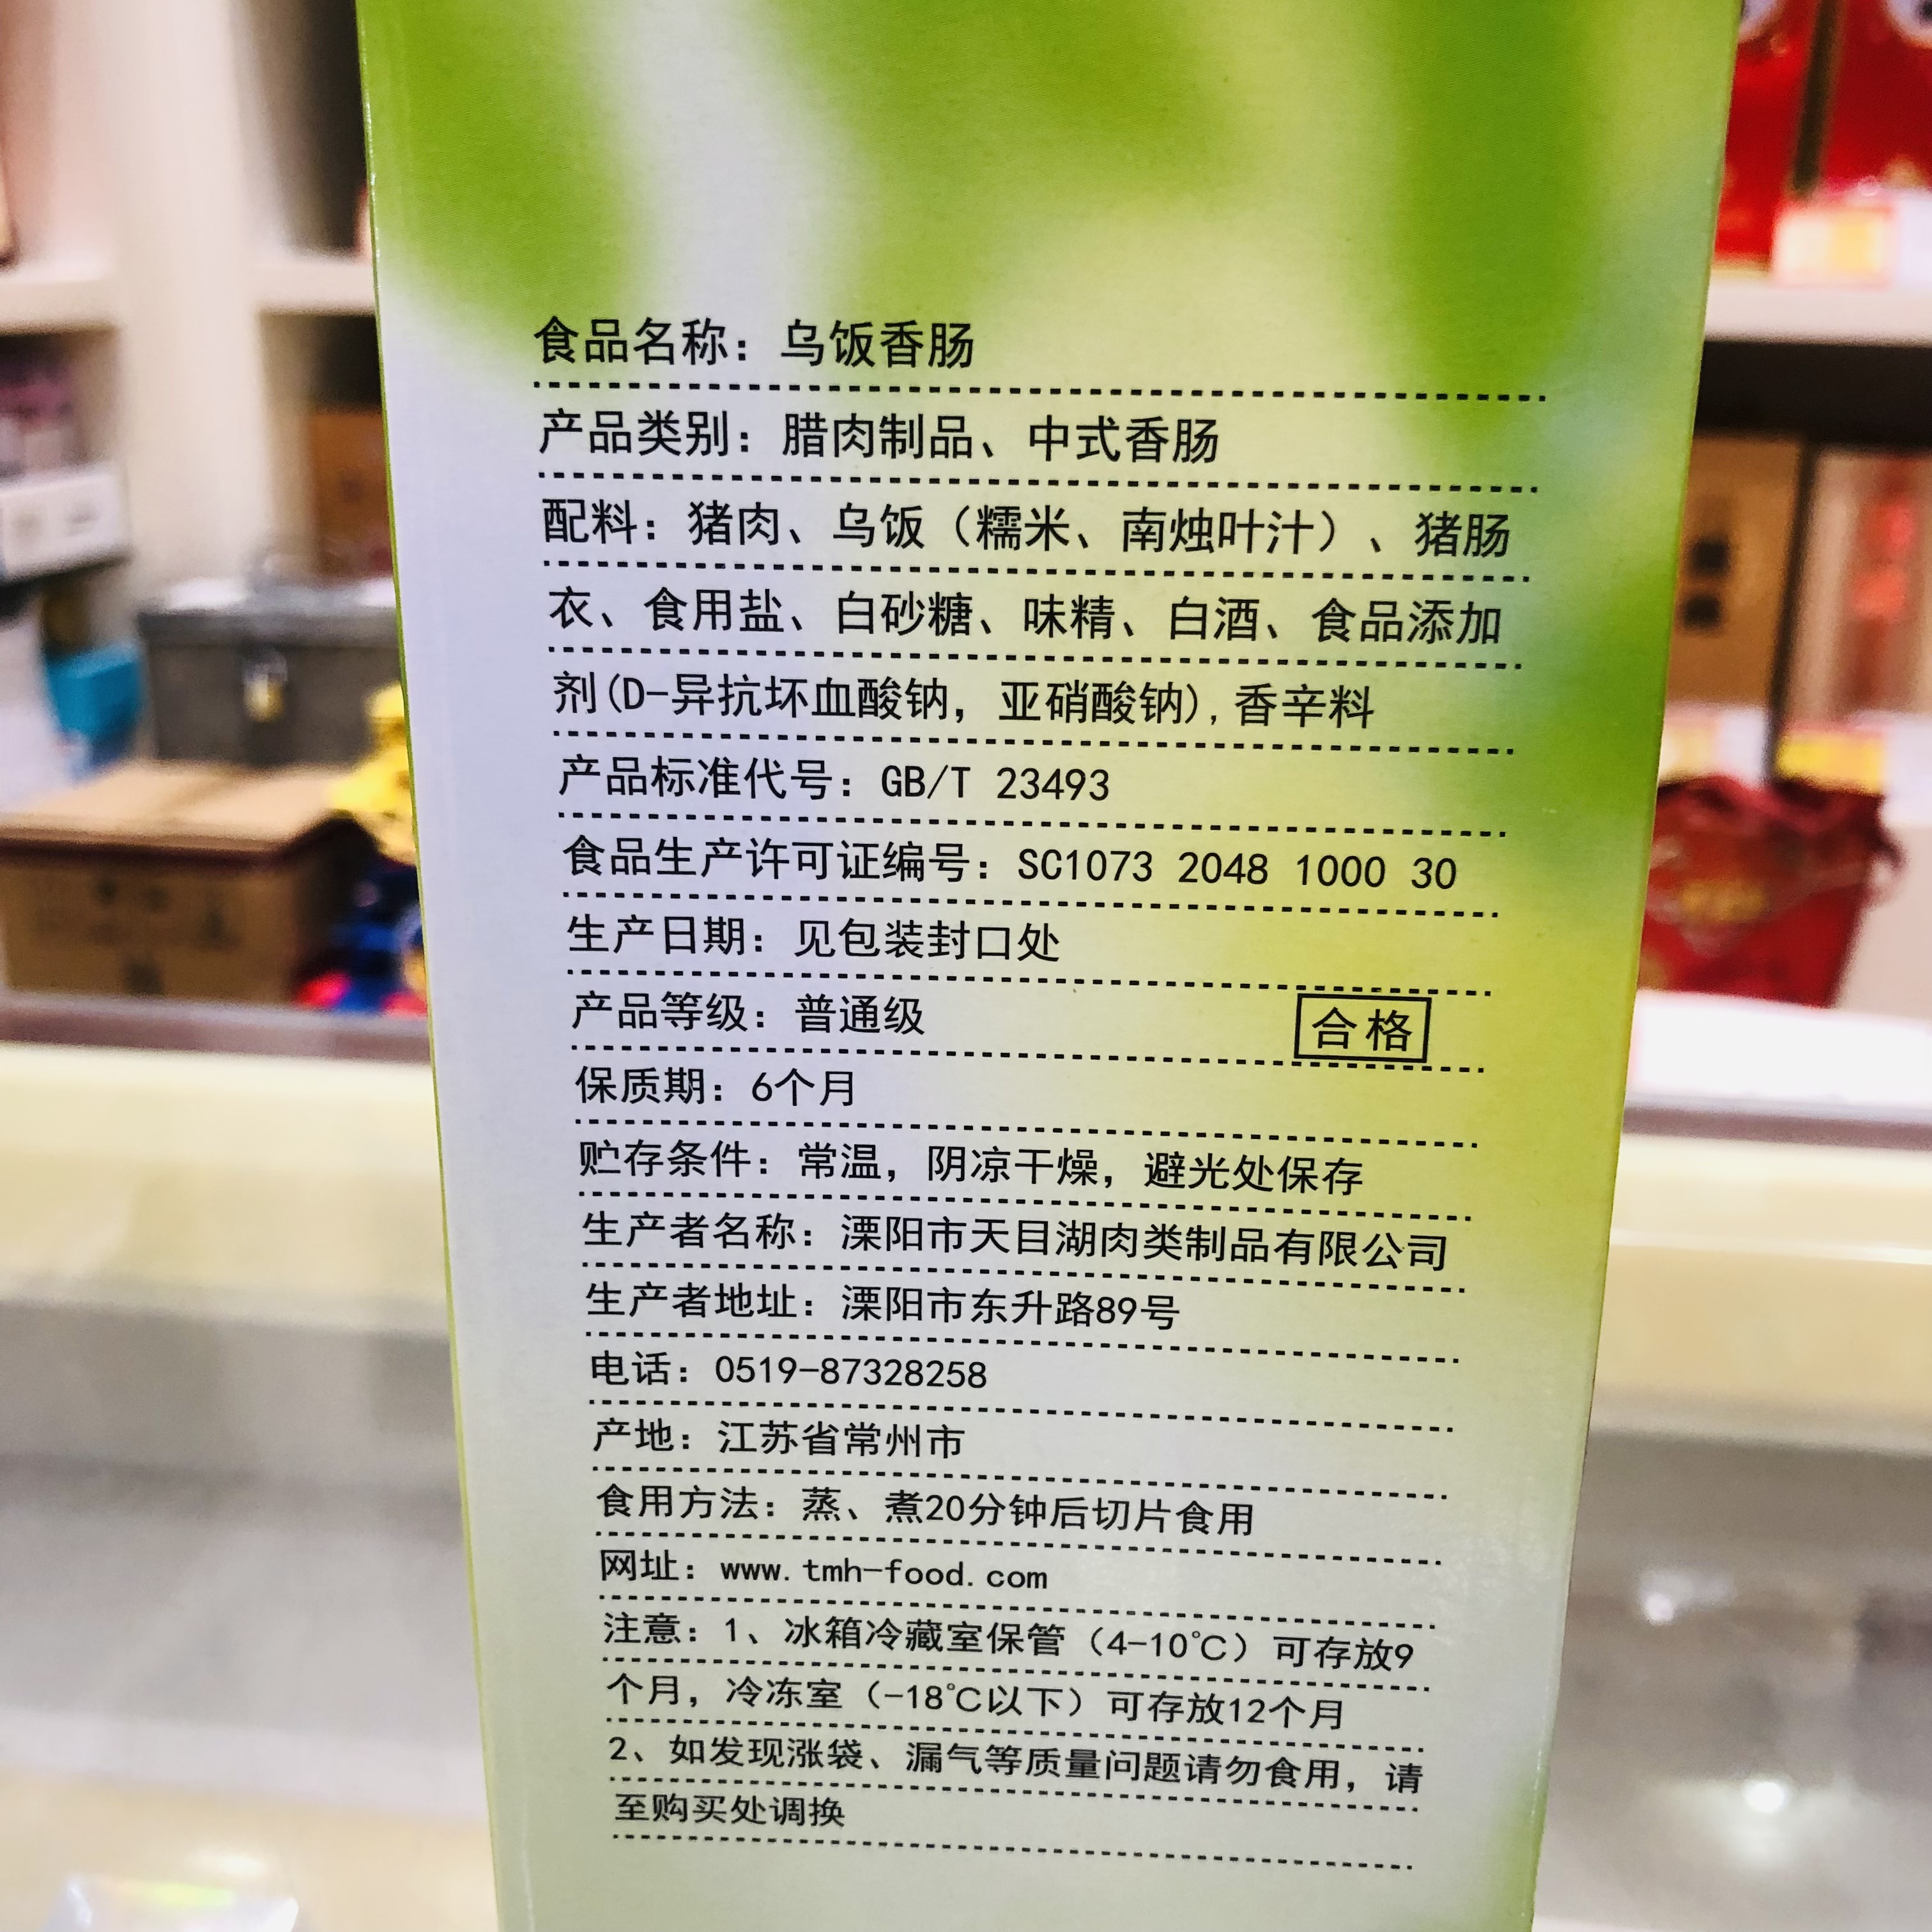 食品名称：乌饭香肠
产品类别：腊肉制品、中式香肠
配料：猪肉、乌饭（糯米、南烛叶汁）、猪肠
衣、食用盐、白砂糖、味精、白酒、食品添加
剂(D-异抗坏血酸钠，亚硝酸钠),香辛料
产品标准代号：GB/T 23493
食品生产许可证编号：SC1073 2048 1000 30
生产日期：见包装封口处
产品等级：普通级 合格
保质期：6个月
贮存条件：常温，阴凉干燥，避光处保存
生产者名称：溧阳市天目湖肉类制品有限公司
生产者地址：溧阳市东升路89号
电话：0519-87328258
产地：江苏省常州市
食用方法：蒸、煮20分钟后切片食用
网址：www.tmh-food.com
注意：1、冰箱冷藏室保管（4-10℃）可存放9
个月，冷冻室（-18℃以下）可存放12个月
2、如发现涨袋、漏气等质量问题请勿食用，请
至购买处调换